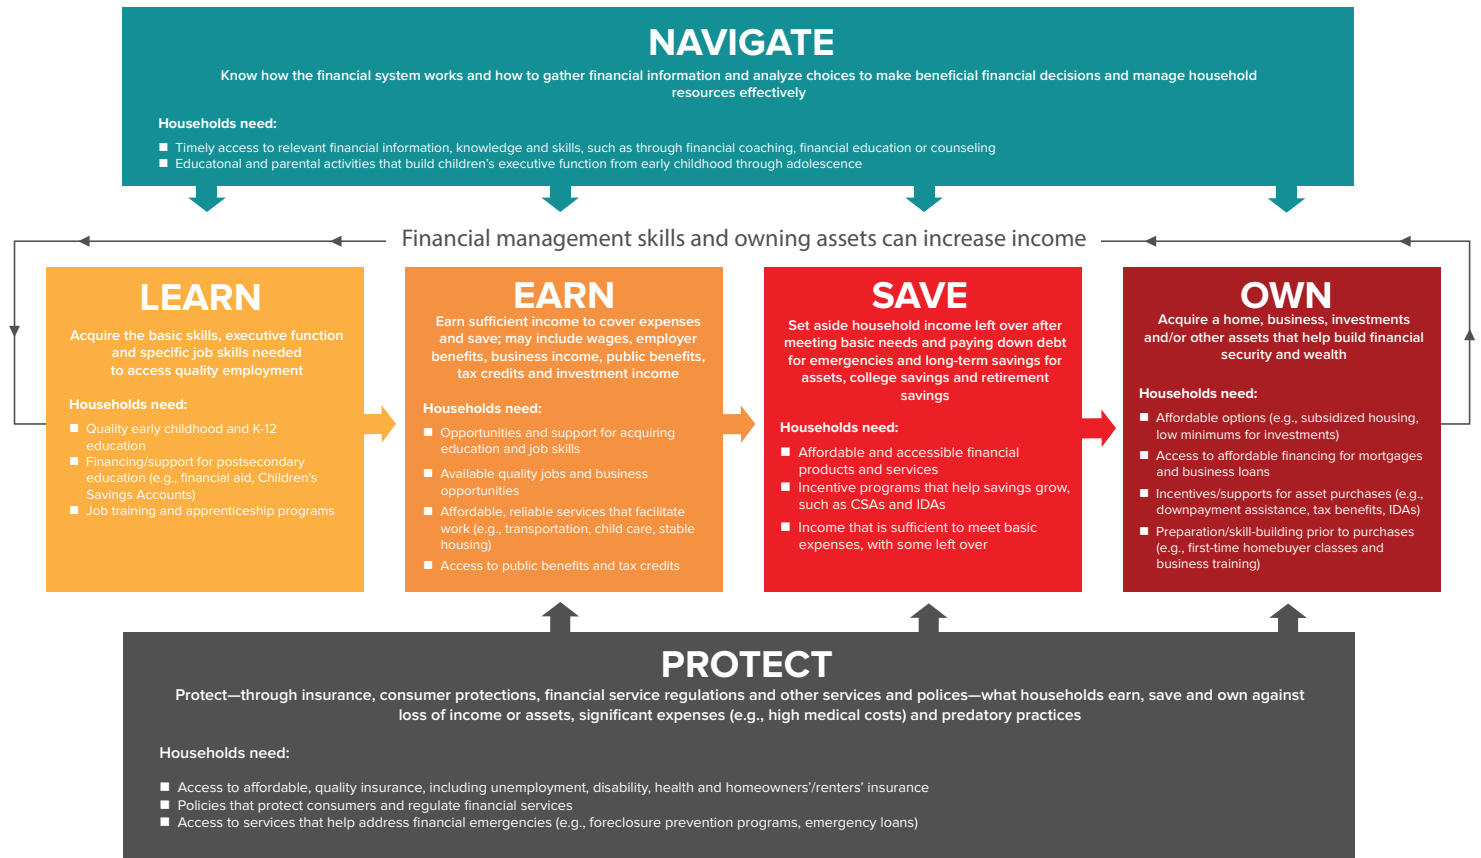 NAVIGATE
Know how the financial system works and how to gather financial information and analyze choices to make beneficial financial decisions and manage household
resources effectively
Households need:
■ Timely access to relevant financial information, knowledge and skills, such as through financial coaching, financial education or counseling
■ Educatonal and parental activities that build children’s executive function from early childhood through adolescence
Financial management skills and owning assets can increase income
LEARN
Acquire the basic skills, executive function
and specific job skills needed
to access quality employment
Households need:
■ Quality early childhood and K-12
education
■ Financing/support for postsecondary
education (e.g., financial aid, Children’s
Savings Accounts)
■ Job training and apprenticeship programs
EARN
Earn sufficient income to cover expenses
and save; may include wages, employer
benefits, business income, public benefits,
tax credits and investment income
Households need:
■ Opportunities and support for acquiring
education and job skills
■ Available quality jobs and business
opportunities
■ Affordable, reliable services that facilitate
work (e.g., transportation, child care, stable
housing)
■ Access to public benefits and tax credits
SAVE
Set aside household income left over after
meeting basic needs and paying down debt
for emergencies and long-term savings for
assets, college savings and retirement
savings
Households need:
■ Affordable and accessible financial
products and services
■ Incentive programs that help savings grow,
such as CSAs and IDAs
■ Income that is sufficient to meet basic
expenses, with some left over
OWN
Acquire a home, business, investments
and/or other assets that help build financial
security and wealth
Households need:
■ Affordable options (e.g., subsidized housing,
low minimums for investments)
■ Access to affordable financing for mortgages
and business loans
■ Incentives/supports for asset purchases (e.g.,
downpayment assistance, tax benefits, IDAs)
■ Preparation/skill-building prior to purchases
(e.g., first-time homebuyer classes and
business training)
PROTECT
Protect—through insurance, consumer protections, financial service regulations and other services and polices—what households earn, save and own against
loss of income or assets, significant expenses (e.g., high medical costs) and predatory practices
Households need:
■ Access to affordable, quality insurance, including unemployment, disability, health and homeowners’/renters’ insurance
■ Policies that protect consumers and regulate financial services
■ Access to services that help address financial emergencies (e.g., foreclosure prevention programs, emergency loans)